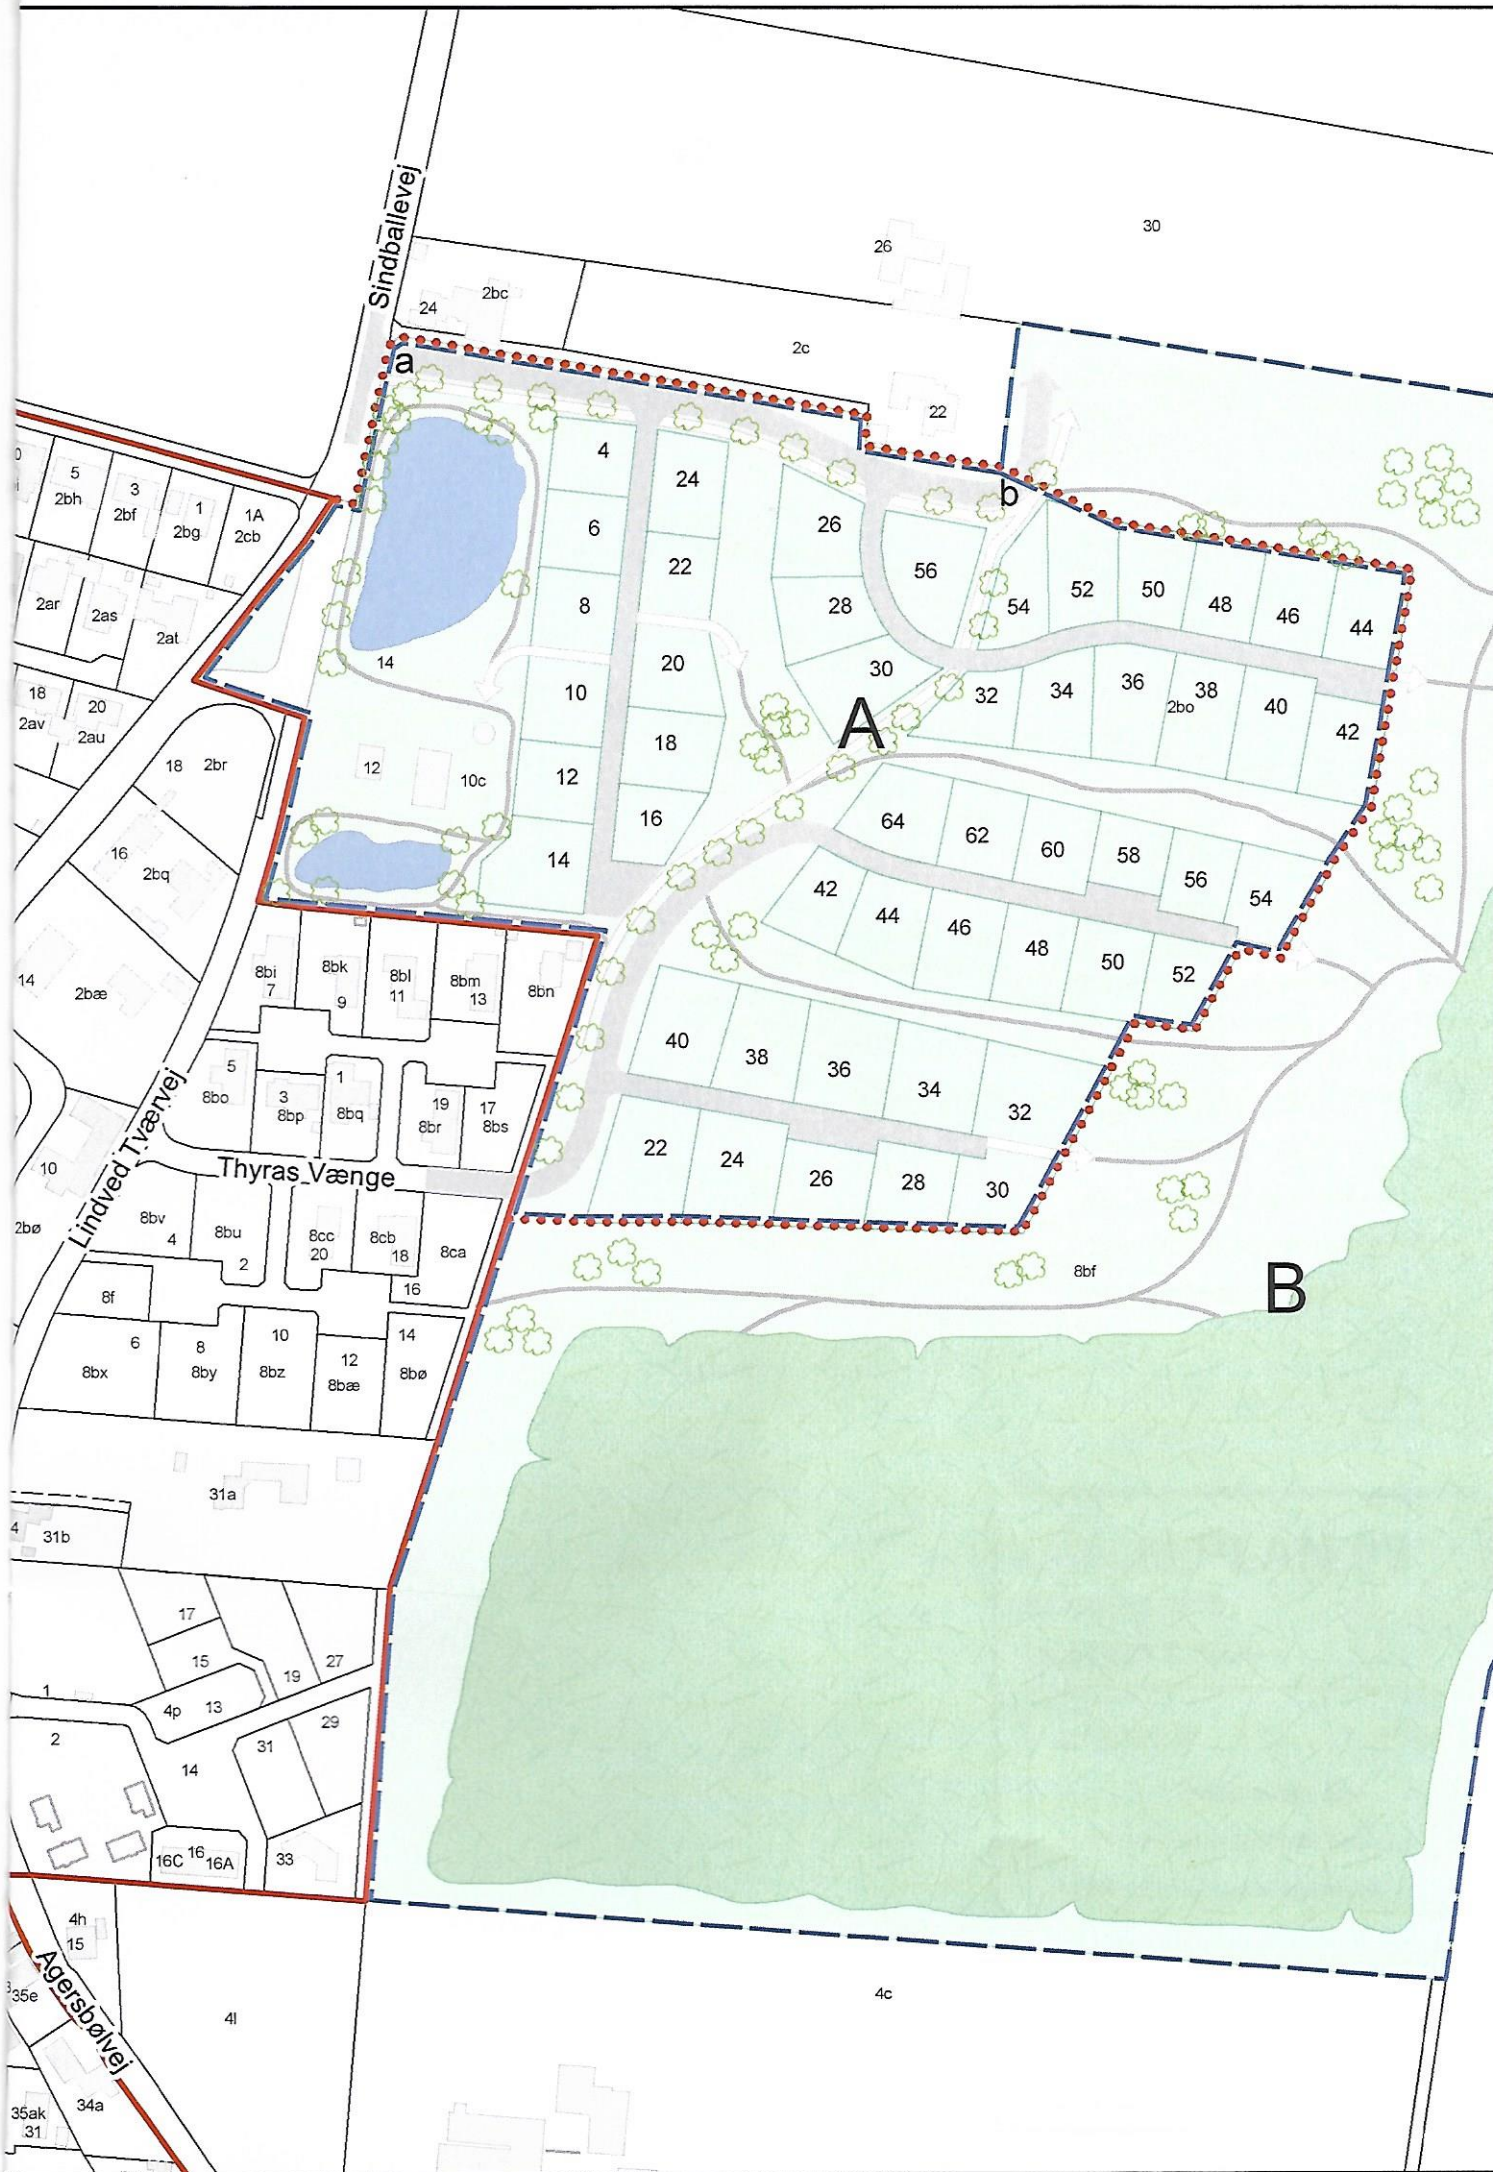 30
26
Sindballevej
2bc
24
2c
a
22
4
24
5
2bh
3
2bf
1
2bg
1A
2cb
b
6
26
22
56
8
28
54
52
50
48
46
44
2ar
2as
2at
14
20
30
10
32
34
36
2bo
38
40
42
18
2av
20
2au
A
18
18
2br
12
10c
12
16
64
62
60
58
56
54
16
2bq
14
42
44
46
48
50
52
14
2bæ
8bi
7
8bk
9
8bl
11
8bm
13
8bn
40
38
36
34
32
5
8bo
3
8bp
1
8bq
19
8br
17
8bs
Lindved Tværvej
10
Thyras Vænge
22
24
26
28
30
2bø
8bv
4
8bu
2
8cc
20
8cb
18
8ca
16
8bf
B
8f
6
8bx
8
8by
10
8bz
12
8bæ
14
8bø
31a
4
31b
17
15
19
27
1
4p
13
29
2
31
14
16C
16
16A
33
4h
15
35e
Agersbølvej
4l
4c
34a
35ak
31